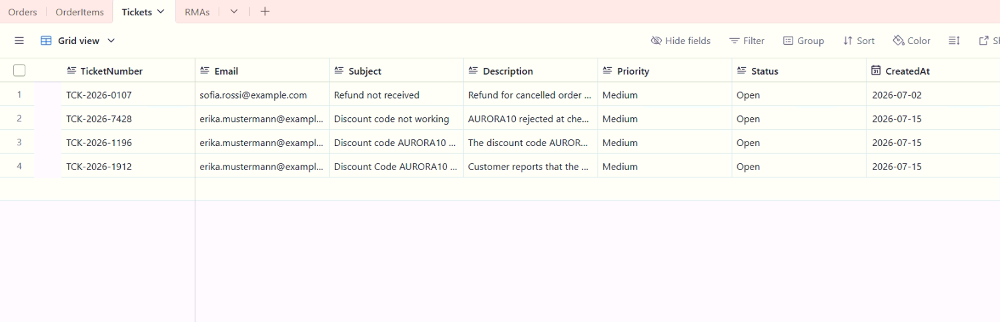 Orders OrderItems Tickets RMAs
Grid view Hide fields Filter Group Sort Color
TicketNumber Email Subject Description Priority Status CreatedAt
1 TCK-2026-0107 sofia.rossi@example.com Refund not received Refund for cancelled order ... Medium Open 2026-07-02
2 TCK-2026-7428 erika.mustermann@exampl... Discount code not working AURORA10 rejected at che... Medium Open 2026-07-15
3 TCK-2026-1196 erika.mustermann@exampl... Discount code AURORA10 ... The discount code AUROR... Medium Open 2026-07-15
4 TCK-2026-1912 erika.mustermann@exampl... Discount Code AURORA10 ... Customer reports that the ... Medium Open 2026-07-15